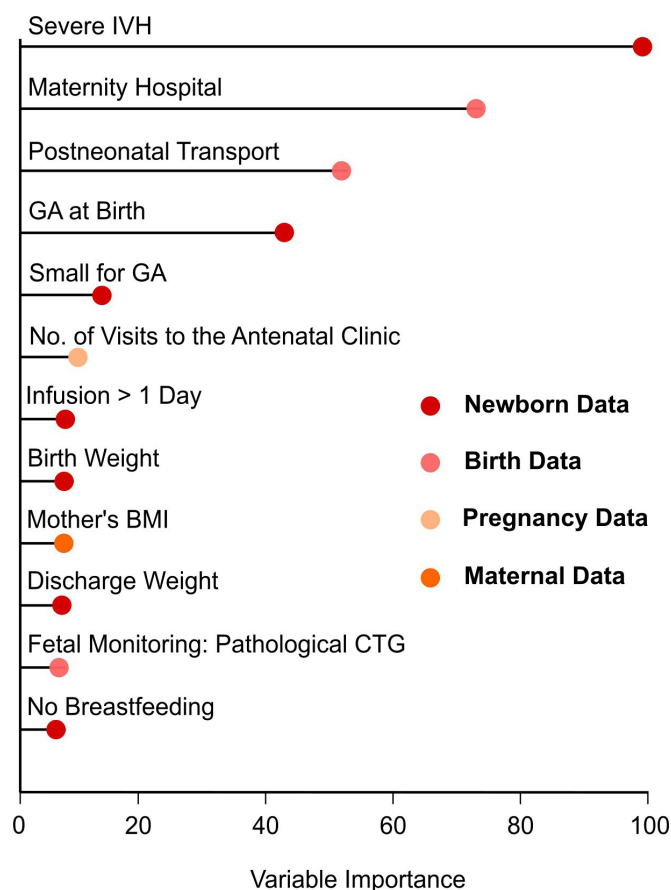 Severe IVH
Maternity Hospital
Postneonatal Transport
GA at Birth
Small for GA
No. of Visits to the Antenatal Clinic
Infusion > 1 Day
Birth Weight
Mother's BMI
Discharge Weight
Fetal Monitoring: Pathological CTG
No Breastfeeding
Newborn Data
Birth Data
Pregnancy Data
Maternal Data
0 20 40 60 80 100
Variable Importance